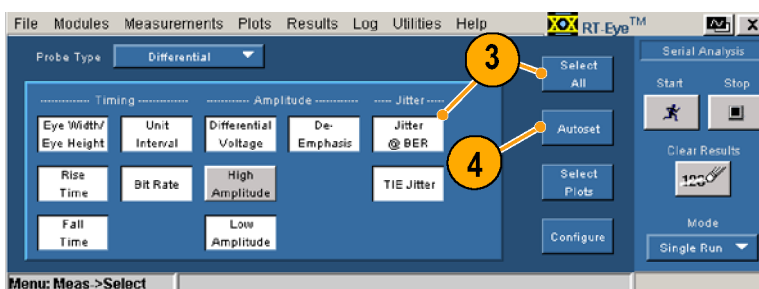 File Modules Measurements Plots Results Log Utilities Help RT-Eye™ X
Probe Type Differential
3
Select
All
Serial Analysis
Start Stop
Timing Amplitude Jitter
Eye Width/
Eye Height
Unit
Interval
Differential
Voltage
De-
Emphasis
Jitter
@ BER
4
Autoset
Clear Results
123
Rise
Time
Bit Rate
High
Amplitude
TIE Jitter
Select
Plots
Fall
Time
Low
Amplitude
Configure
Mode
Single Run
Menu: Meas->Select